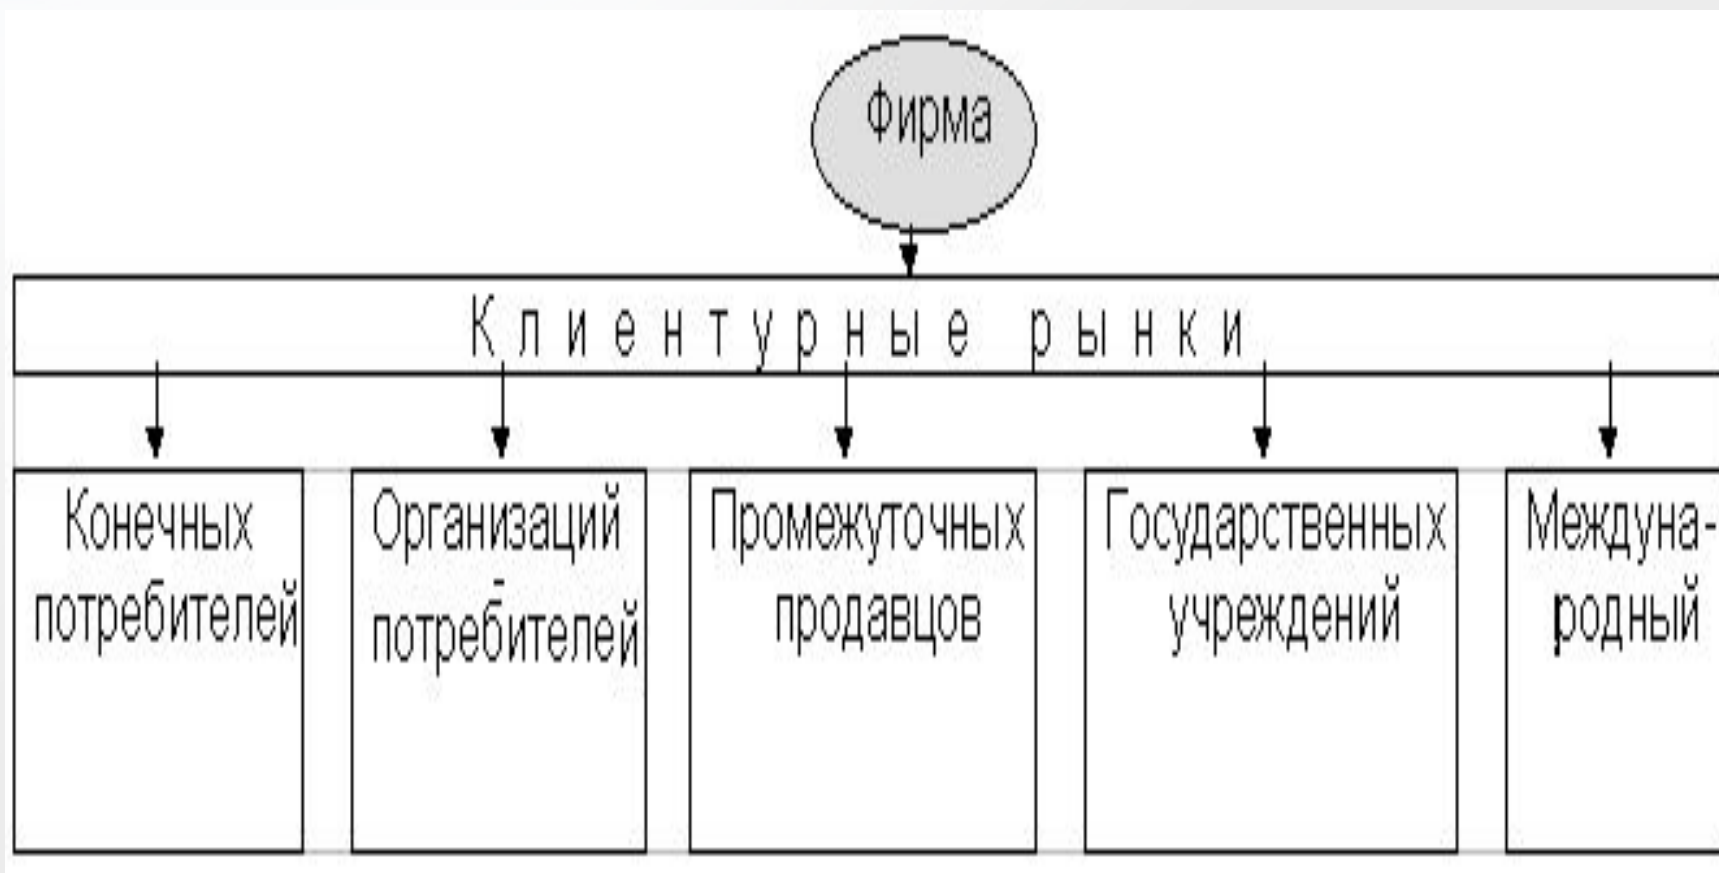 Фирма
Клиентурные рынки
Конечных
потребителей
Организаций
-
потребителей
Промежуточных
продавцов
Государственных
учреждений
Междуна-
родный